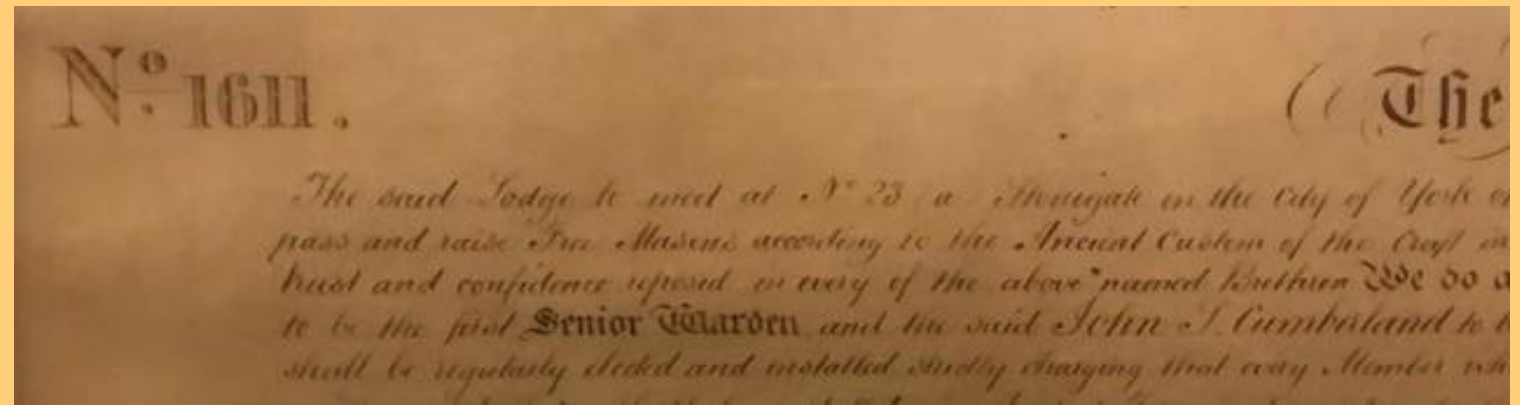 No. 1611.
The
The said Lodge to meet at No 23 (a Stonegate in the City of York
pass and raise Free Masons according to the Ancient Custom of the Craft in
trust and confidence reposed in every of the above named Brethren We do
to be the first Senior Warden and the said John S. Cumberland to
shall be regularly elected and installed strictly charging that every Member